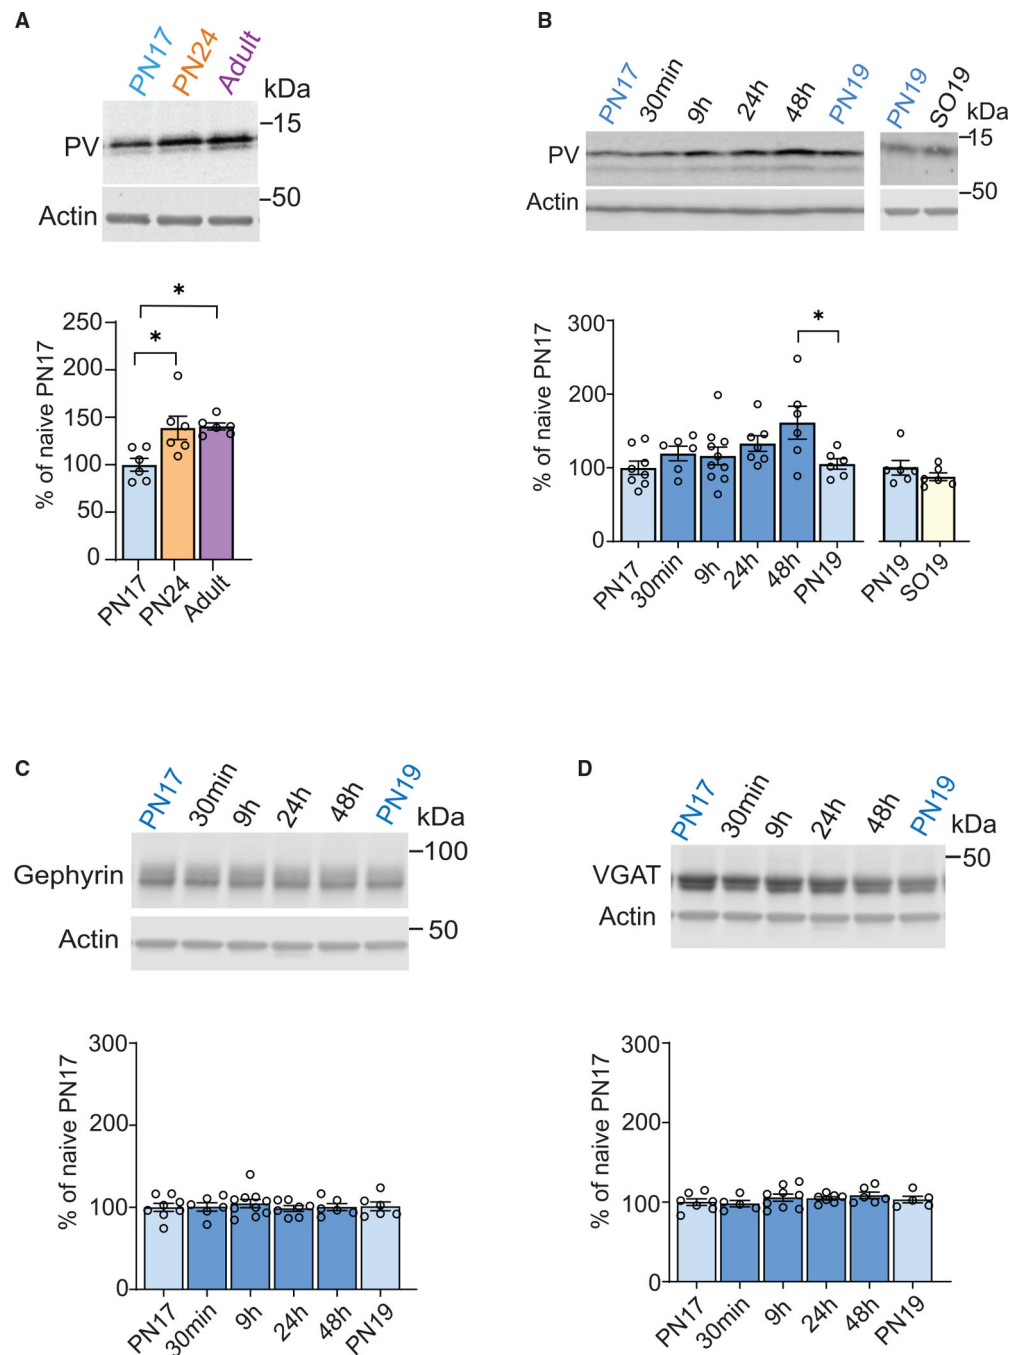 A
PN17 PN24 Adult kDa
PV
–15
Actin
–50
*
*
% of naive PN17
250
200
150
100
50
0
PN17 PN24 Adult
B
PN17 30min 9h 24h 48h PN19 PN19 SO19 kDa
PV
–15
Actin
–50
*
% of naive PN17
300
200
100
0
PN17 30min 9h 24h 48h PN19 PN19 SO19
C
PN17 30min 9h 24h 48h PN19 kDa
Gephyrin
–100
Actin
–50
% of naive PN17
300
200
100
0
PN17 30min 9h 24h 48h PN19
D
PN17 30min 9h 24h 48h PN19 kDa
VGAT
–50
Actin
% of naive PN17
300
200
100
0
PN17 30min 9h 24h 48h PN19